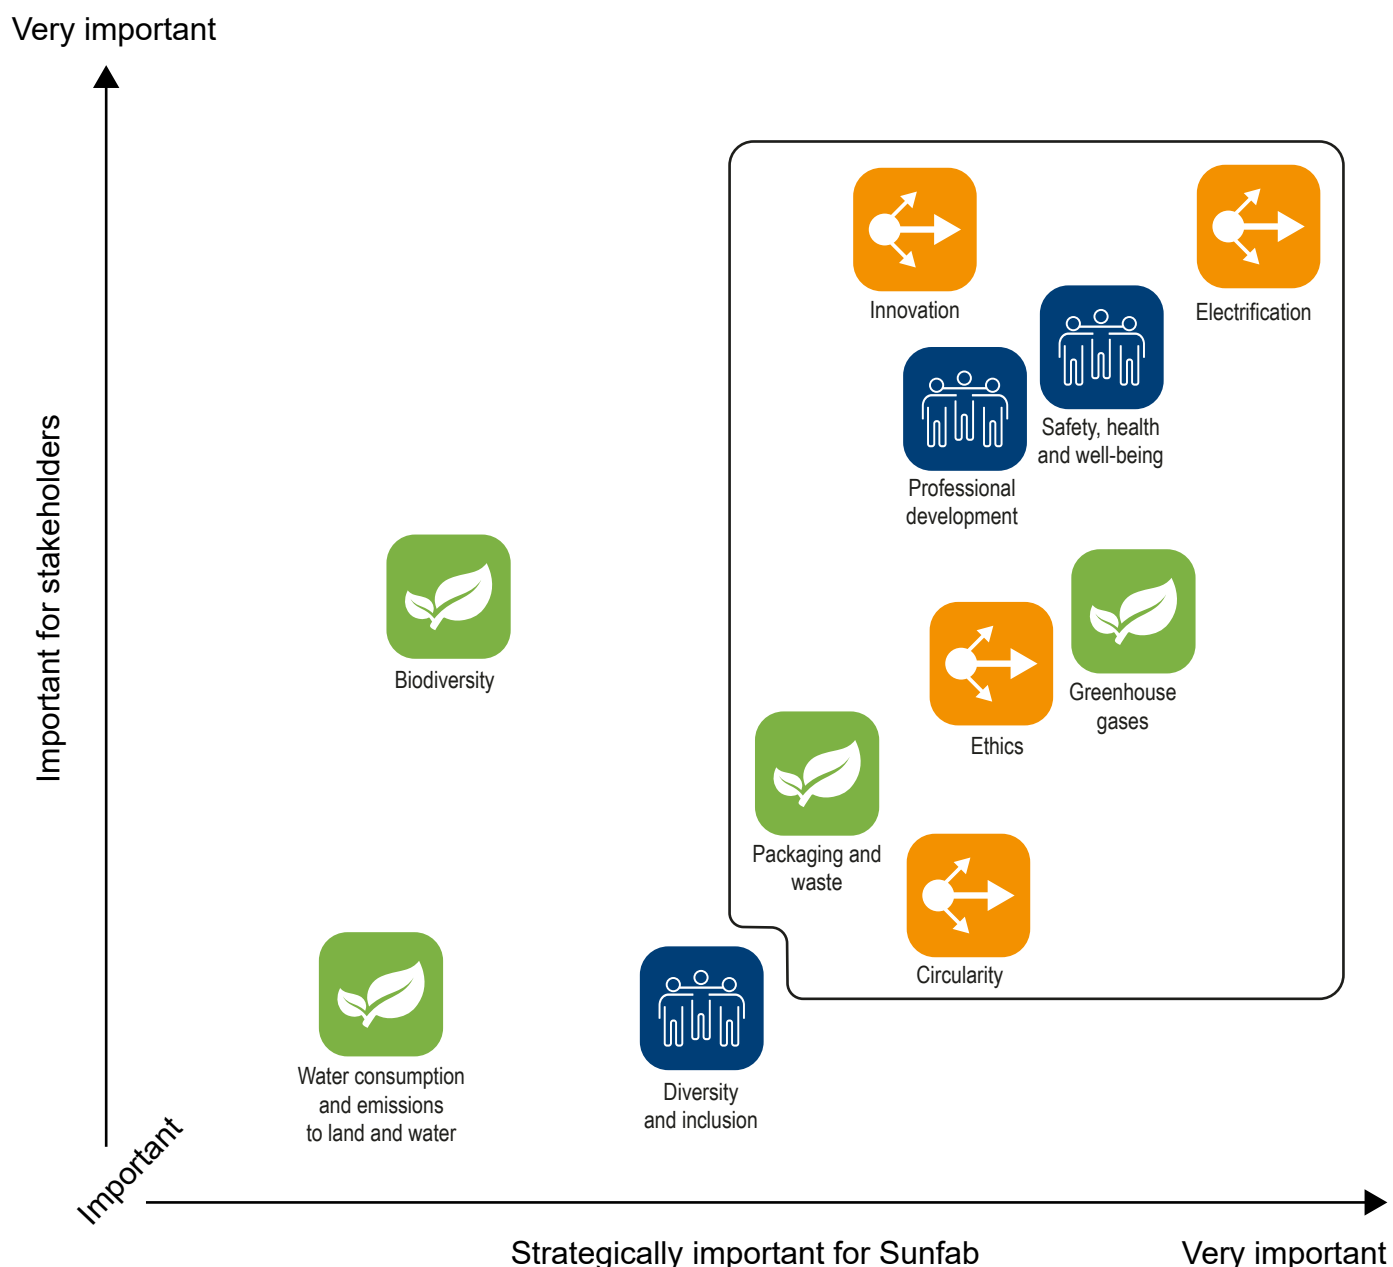 Very important
Important for stakeholders
Innovation
Electrification
Safety, health
and well-being
Professional
development
Biodiversity
Greenhouse
gases
Ethics
Packaging and
waste
Circularity
Water consumption
and emissions
to land and water
Diversity
and inclusion
Important
Strategically important for Sunfab
Very important